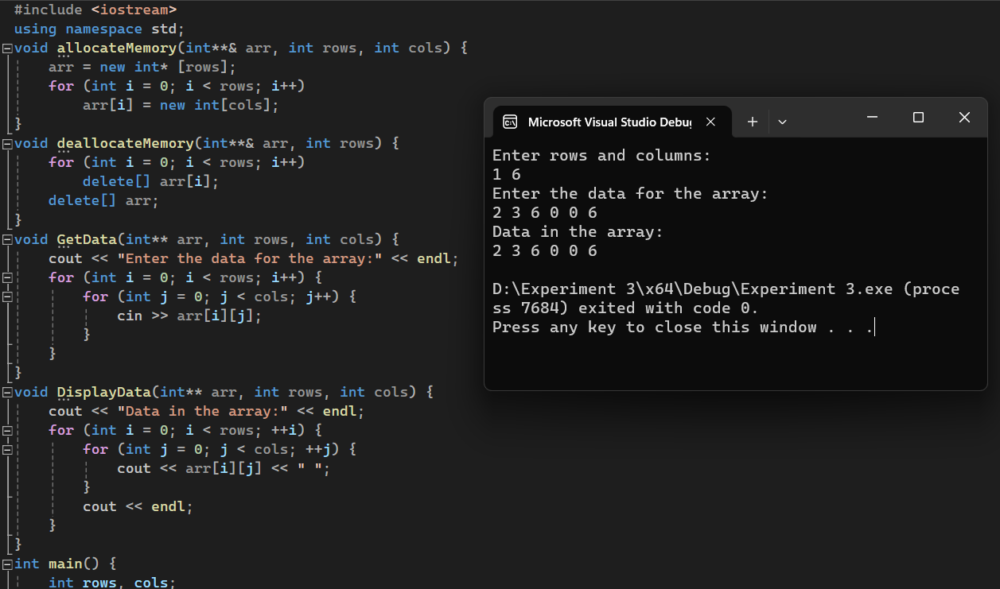 #include <iostream>
using namespace std;
void allocateMemory(int**& arr, int rows, int cols) {
    arr = new int* [rows];
    for (int i = 0; i < rows; i++)
        arr[i] = new int[cols];
}
void deallocateMemory(int**& arr, int rows) {
    for (int i = 0; i < rows; i++)
        delete[] arr[i];
    delete[] arr;
}
void GetData(int** arr, int rows, int cols) {
    cout << "Enter the data for the array:" << endl;
    for (int i = 0; i < rows; i++) {
        for (int j = 0; j < cols; j++) {
            cin >> arr[i][j];
        }
    }
}
void DisplayData(int** arr, int rows, int cols) {
    cout << "Data in the array:" << endl;
    for (int i = 0; i < rows; ++i) {
        for (int j = 0; j < cols; ++j) {
            cout << arr[i][j] << " ";
        }
        cout << endl;
    }
}
int main() {
    int rows, cols;
Microsoft Visual Studio Debug
Enter rows and columns:
1 6
Enter the data for the array:
2 3 6 0 0 6
Data in the array:
2 3 6 0 0 6
D:\Experiment 3\x64\Debug\Experiment 3.exe (proce
ss 7684) exited with code 0.
Press any key to close this window . . .